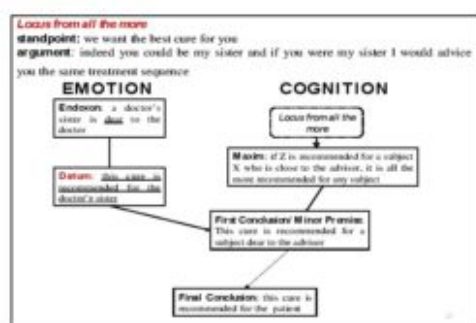 Locus from all the more
standpoint: we want the best cure for you
argument: indeed you could be my sister and if you were my sister I would advice
you the same treatment sequence
EMOTION
COGNITION
Endoxon: a doctor's
sister is dear to the
doctor
Locus from all the
more
Datum: this cure is
recommended for the
doctor's sister
Maxim: if Z is recommended for a subject
X who is close to the advisor, it is all the
more recommended for any subject
First Conclusion/ Minor Premise:
This cure is recommended for a
subject dear to the advisor
Final Conclusion: this cure is
recommended for the patient